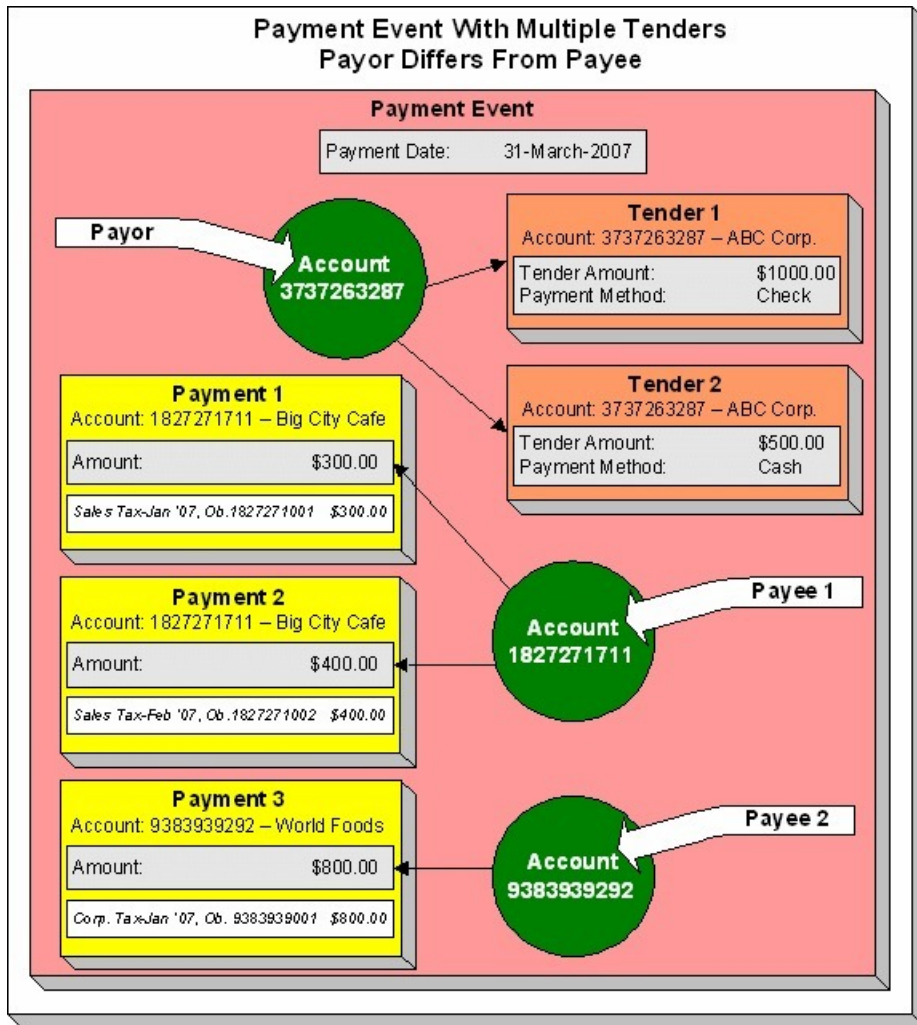 Payment Event With Multiple Tenders
Payor Differs From Payee
Payment Event
Payment Date: 31-March-2007
Payor
Account
3737263287
Tender 1
Account: 3737263287 – ABC Corp.
Tender Amount: $1000.00
Payment Method: Check
Tender 2
Account: 3737263287 – ABC Corp.
Tender Amount: $500.00
Payment Method: Cash
Payment 1
Account: 1827271711 – Big City Cafe
Amount: $300.00
Sales Tax-Jan '07, Ob.1827271001 $300.00
Payee 1
Account
1827271711
Payment 2
Account: 1827271711 – Big City Cafe
Amount: $400.00
Sales Tax-Feb '07, Ob.1827271002 $400.00
Payment 3
Account: 9383939292 – World Foods
Amount: $800.00
Corp. Tax-Jan '07, Ob. 9383939001 $800.00
Payee 2
Account
9383939292